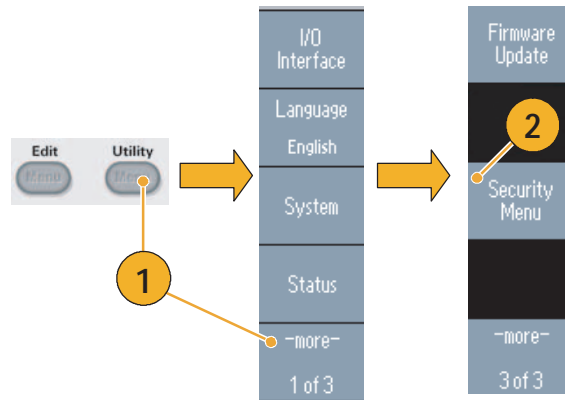 Edit
Utility
Menu
Menu
1
I/O
Interface
Language
English
System
Status
-more-
1 of 3
Firmware
Update
2
Security
Menu
-more-
3 of 3